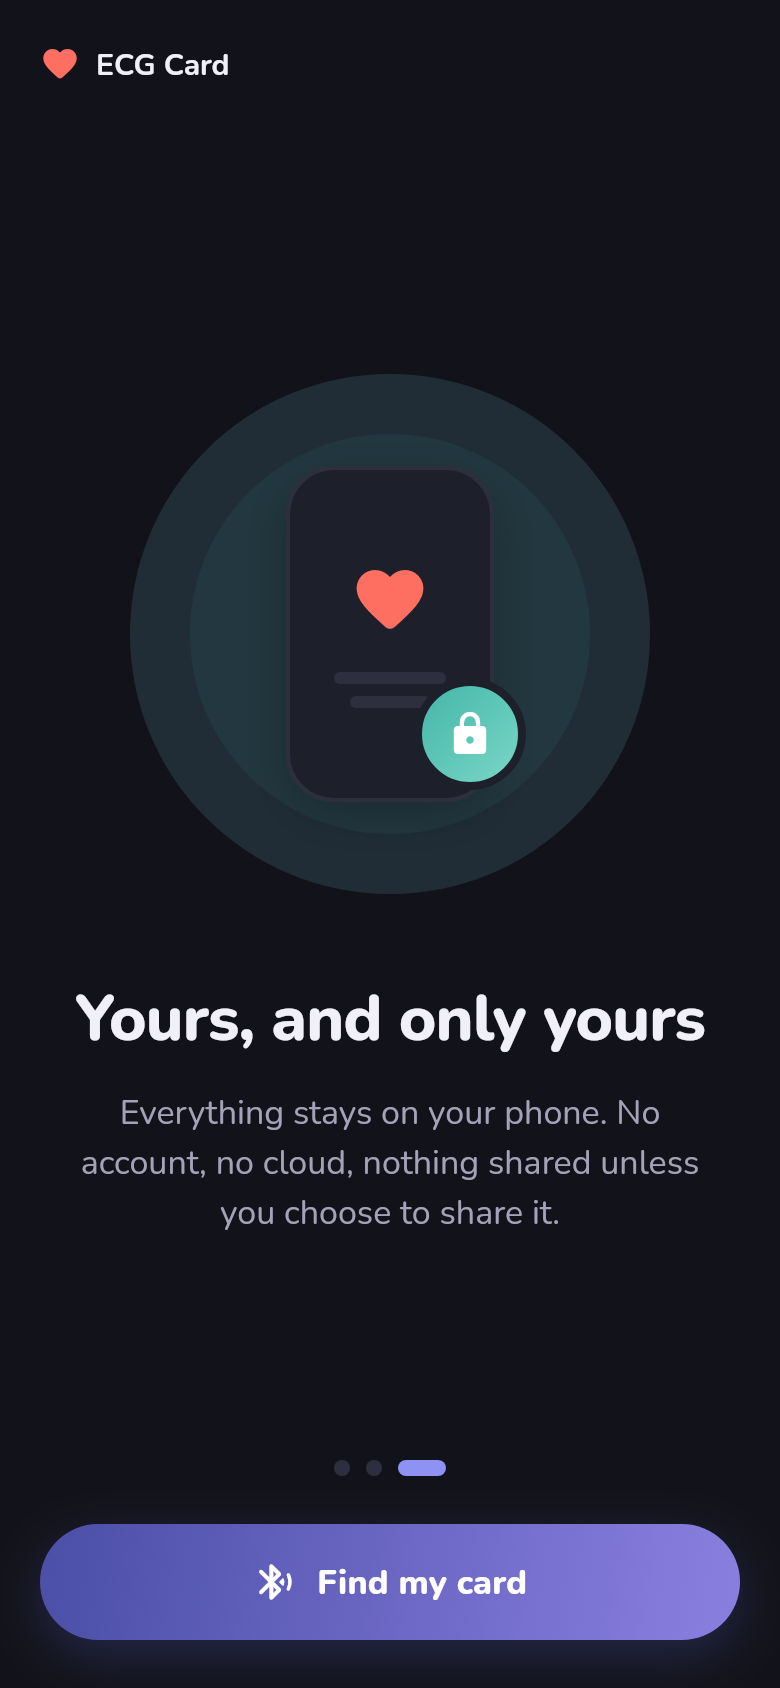 ECG Card
Yours, and only yours
Everything stays on your phone. No
account, no cloud, nothing shared unless
you choose to share it.
Find my card